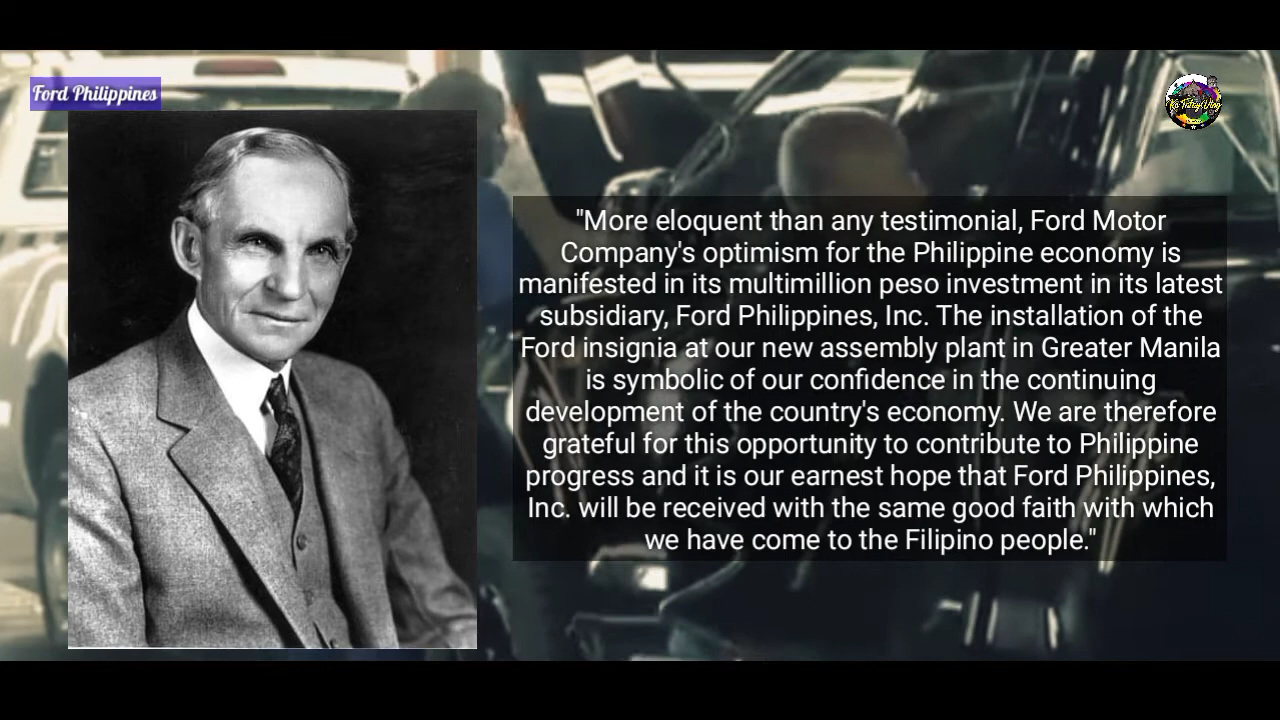 Ford Philippines
"More eloquent than any testimonial, Ford Motor
Company's optimism for the Philippine economy is
manifested in its multimillion peso investment in its latest
subsidiary, Ford Philippines, Inc. The installation of the
Ford insignia at our new assembly plant in Greater Manila
is symbolic of our confidence in the continuing
development of the country's economy. We are therefore
grateful for this opportunity to contribute to Philippine
progress and it is our earnest hope that Ford Philippines,
Inc. will be received with the same good faith with which
we have come to the Filipino people."